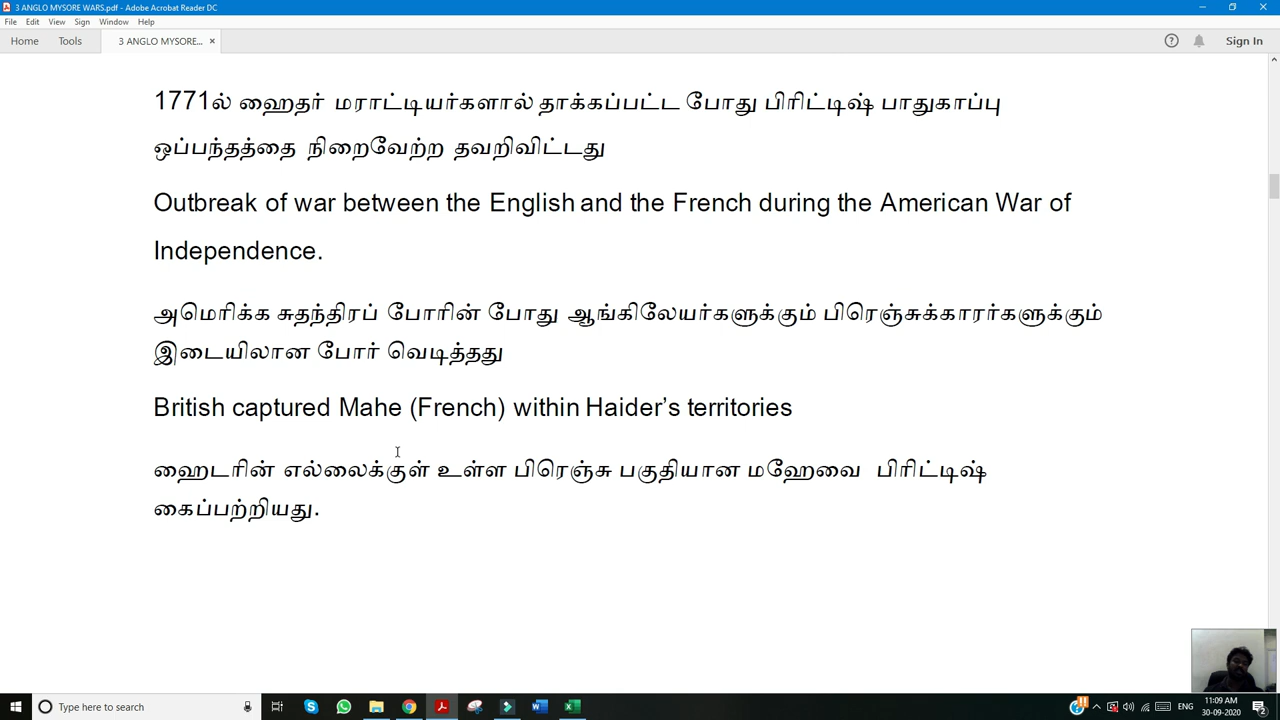 3 ANGLO MYSORE WARS.pdf - Adobe Acrobat Reader DC
File Edit View Sign Window Help
Home Tools 3 ANGLO MYSORE... × Sign In
1771ல் ஹைதர் மராட்டியர்களால் தாக்கப்பட்ட போது பிரிட்டிஷ் பாதுகாப்பு
ஒப்பந்தத்தை நிறைவேற்ற தவறிவிட்டது
Outbreak of war between the English and the French during the American War of
Independence.
அமெரிக்க சுதந்திரப் போரின் போது ஆங்கிலேயர்களுக்கும் பிரெஞ்சுக்காரர்களுக்கும்
இடையிலான போர் வெடித்தது
British captured Mahe (French) within Haider's territories
ஹைடரின் எல்லைக்குள் உள்ள பிரெஞ்சு பகுதியான மஹேவை பிரிட்டிஷ்
கைப்பற்றியது.
Type here to search ENG 11:09 AM
30-09-2020